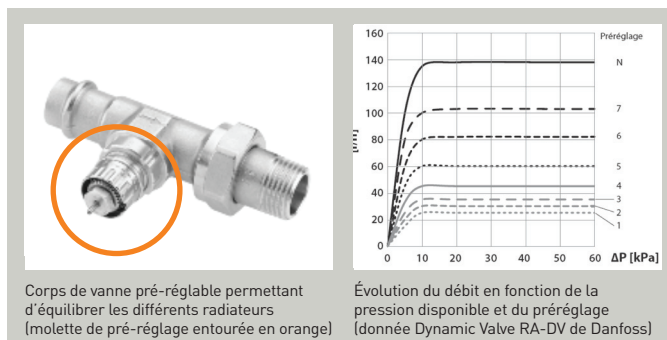 160
140
120
100
80
60
40
20
0
0 10 20 30 40 50 60
ΔP [kPa]
Préréglage
N
7
6
5
4
3
2
1
Corps de vanne pré-réglable permettant
d'équilibrer les différents radiateurs
(molette de pré-réglage entourée en orange)
Évolution du débit en fonction de la
pression disponible et du préréglage
(donnée Dynamic Valve RA-DV de Danfoss)